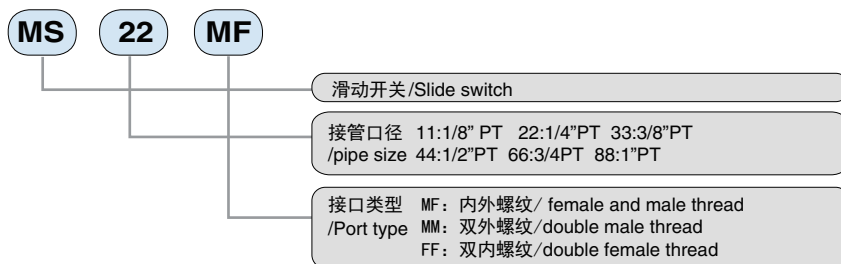 MS 22 MF
滑动开关/Slide switch
接管口径 11:1/8” PT 22:1/4”PT 33:3/8”PT
/pipe size 44:1/2”PT 66:3/4PT 88:1”PT
接口类型 MF：内外螺纹/ female and male thread
/Port type MM：双外螺纹/double male thread
FF：双内螺纹/double female thread